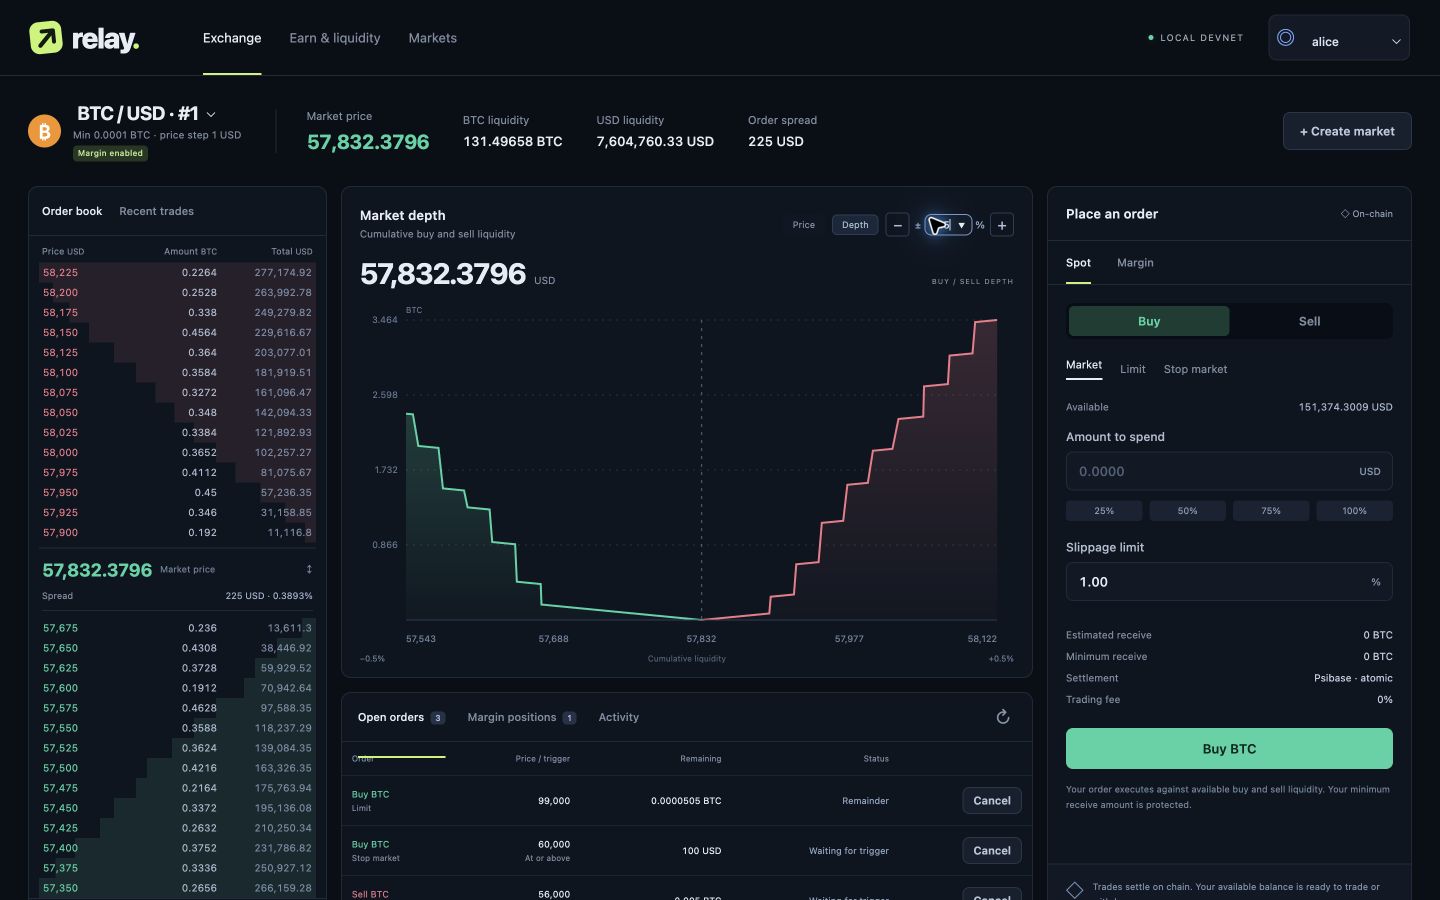 relay.
Exchange
Earn & liquidity
Markets
LOCAL DEVNET
alice
BTC / USD · #1
Min 0.0001 BTC · price step 1 USD
Margin enabled
Market price
57,832.3796
BTC liquidity
131.49658 BTC
USD liquidity
7,604,760.33 USD
Order spread
225 USD
+ Create market
Order book
Recent trades
Price USD Amount BTC Total USD
58,225 0.2264 277,174.92
58,200 0.2528 263,992.78
58,175 0.338 249,279.82
58,150 0.4564 229,616.67
58,125 0.364 203,077.01
58,100 0.3584 181,919.51
58,075 0.3272 161,096.47
58,050 0.348 142,094.33
58,025 0.3384 121,892.93
58,000 0.3652 102,257.27
57,975 0.4112 81,075.67
57,950 0.45 57,236.35
57,925 0.346 31,158.85
57,900 0.192 11,116.8
57,832.3796 Market price
Spread 225 USD · 0.3893%
57,675 0.236 13,611.3
57,650 0.4308 38,446.92
57,625 0.3728 59,929.52
57,600 0.1912 70,942.64
57,575 0.4628 97,588.35
57,550 0.3588 118,237.29
57,525 0.3624 139,084.35
57,500 0.4216 163,326.35
57,475 0.2164 175,763.94
57,450 0.3372 195,136.08
57,425 0.2632 210,250.34
57,400 0.3752 231,786.82
57,375 0.3336 250,927.12
57,350 0.2656 266,159.28
Market depth
Cumulative buy and sell liquidity
Price
Depth
− ± % +
57,832.3796 USD
BUY / SELL DEPTH
BTC
3.464
2.598
1.732
0.866
57,543 57,688 57,832 57,977 58,122
−0.5% Cumulative liquidity +0.5%
Open orders 3
Margin positions 1
Activity
Order Price / trigger Remaining Status
Buy BTC 99,000 0.0000505 BTC Remainder Cancel
Limit
Buy BTC 60,000 100 USD Waiting for trigger Cancel
Stop market At or above
Sell BTC 56,000 0.005 BTC Waiting for trigger Cancel
Place an order
On-chain
Spot
Margin
Buy
Sell
Market
Limit
Stop market
Available 151,374.3009 USD
Amount to spend
0.0000 USD
25% 50% 75% 100%
Slippage limit
1.00 %
Estimated receive 0 BTC
Minimum receive 0 BTC
Settlement Psibase · atomic
Trading fee 0%
Buy BTC
Your order executes against available buy and sell liquidity. Your minimum
receive amount is protected.
Trades settle on chain. Your available balance is ready to trade or